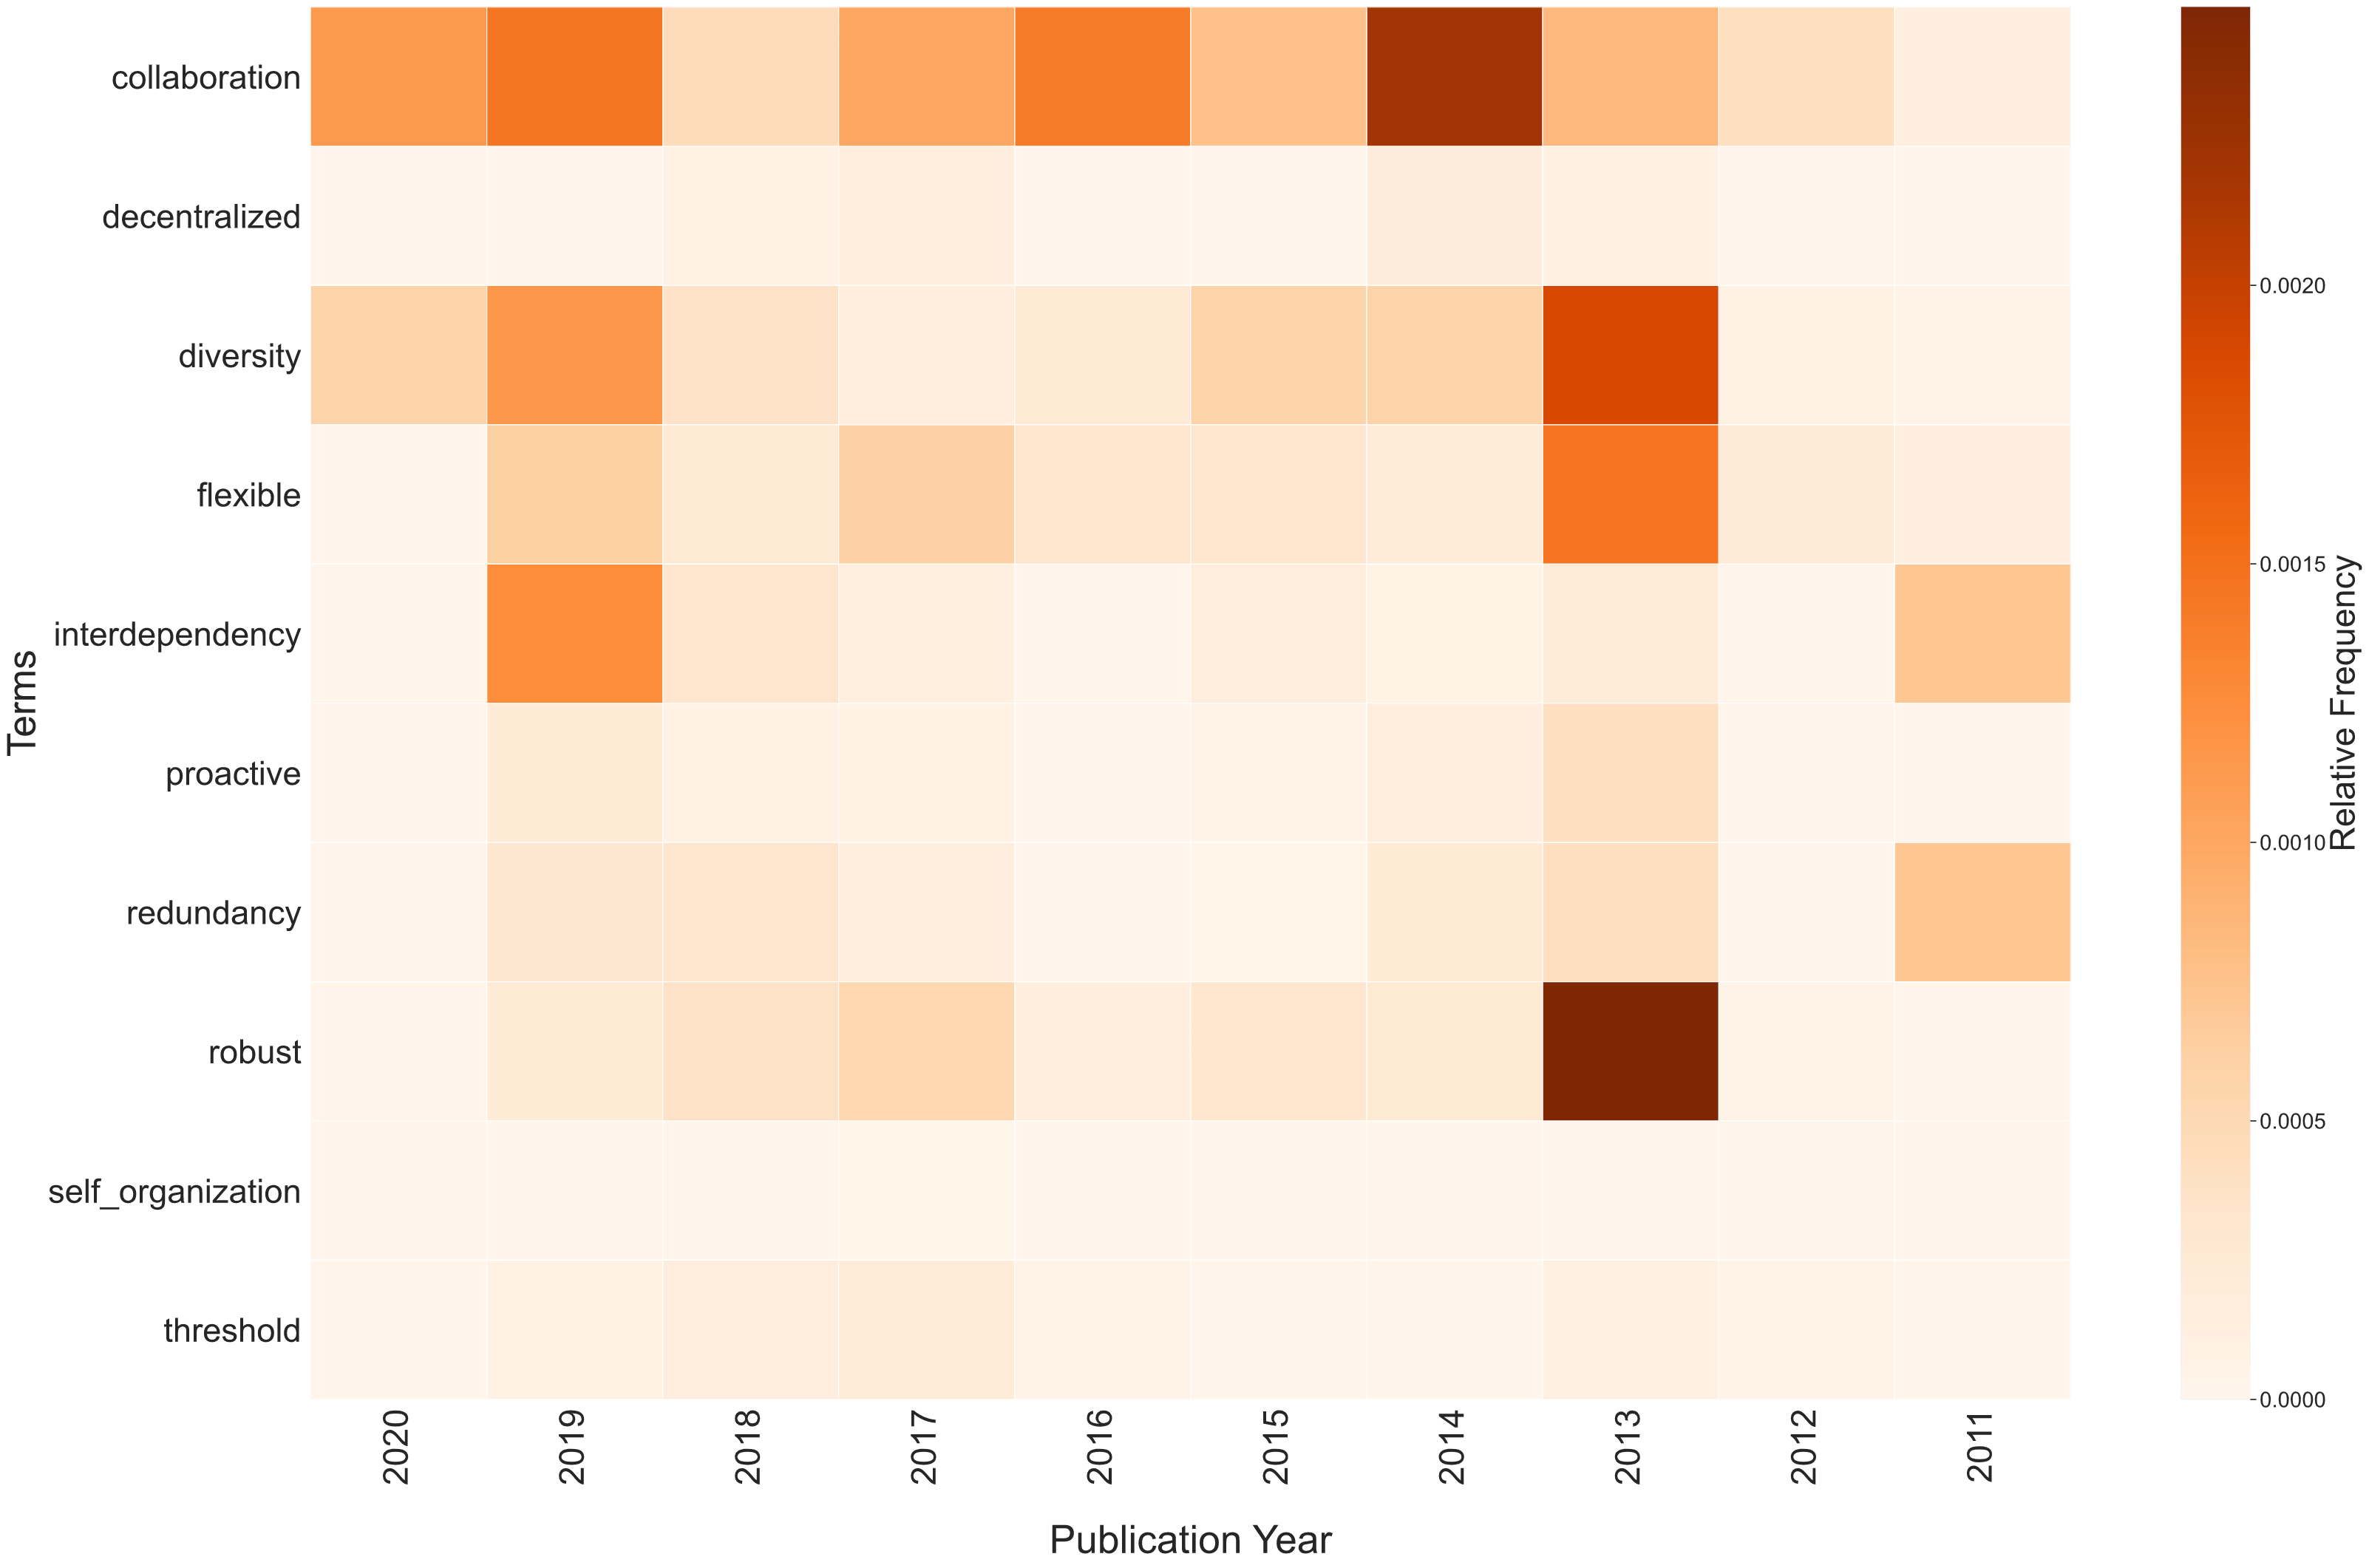 Terms
collaboration
decentralized
diversity
flexible
interdependency
proactive
redundancy
robust
self_organization
threshold
2020 2019 2018 2017 2016 2015 2014 2013 2012 2011
Publication Year
0.0020
0.0015
0.0010
0.0005
0.0000
Relative Frequency